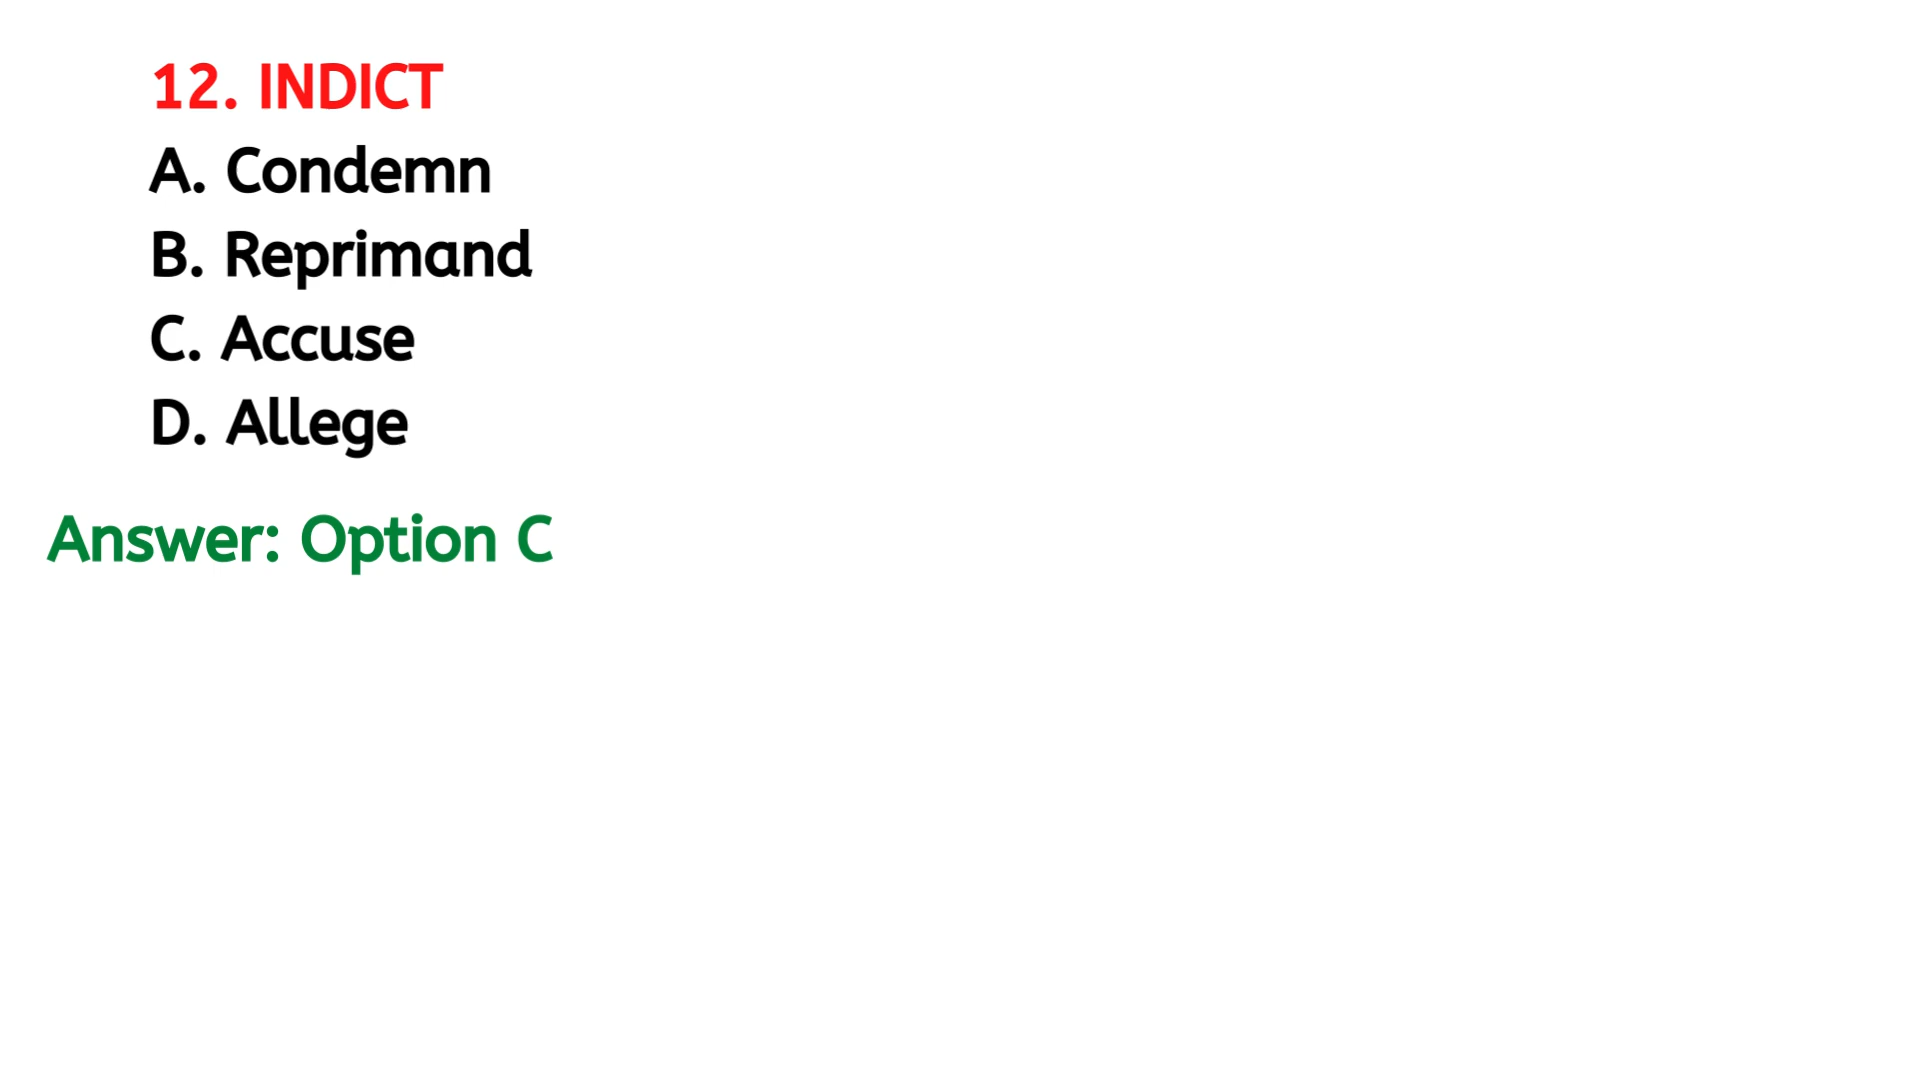 12. INDICT
A. Condemn
B. Reprimand
C. Accuse
D. Allege
Answer: Option C